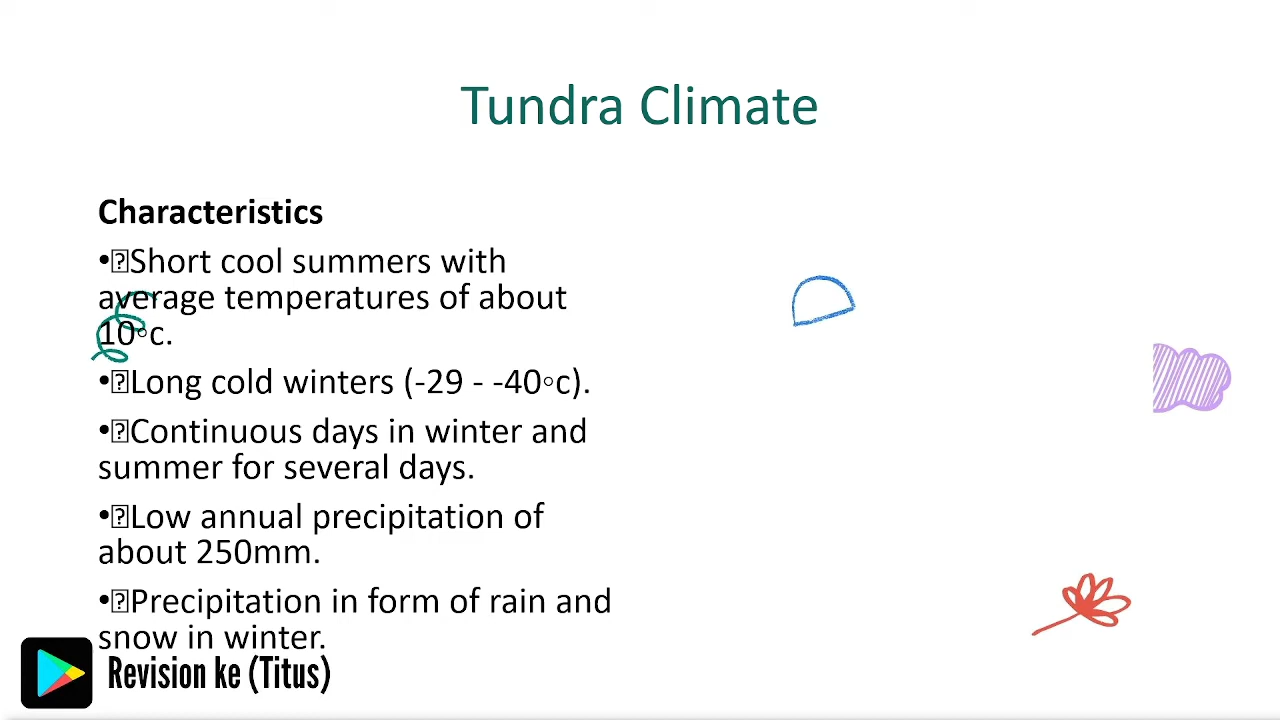 Tundra Climate
Characteristics
•Short cool summers with
average temperatures of about
10◦c.
•Long cold winters (-29 - -40◦c).
•Continuous days in winter and
summer for several days.
•Low annual precipitation of
about 250mm.
•Precipitation in form of rain and
snow in winter.
Revision ke (Titus)